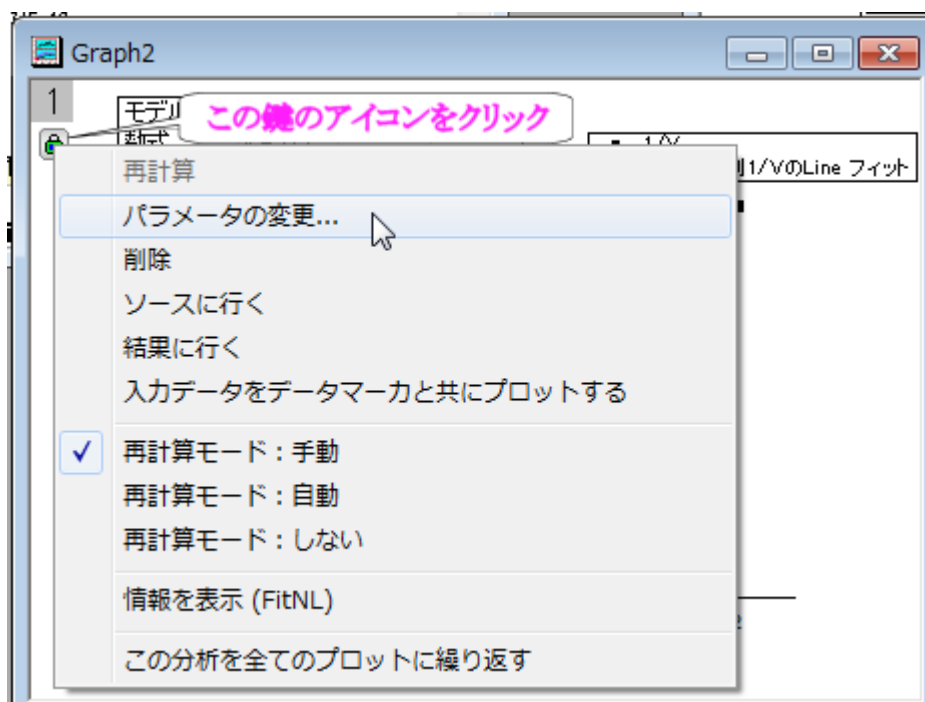 Graph2
1
モデル
この鍵のアイコンをクリック
数式
1/V
1/VのLine フィット
再計算
パラメータの変更...
削除
ソースに行く
結果に行く
入力データをデータマーカと共にプロットする
再計算モード：手動
再計算モード：自動
再計算モード：しない
情報を表示 (FitNL)
この分析を全てのプロットに繰り返す